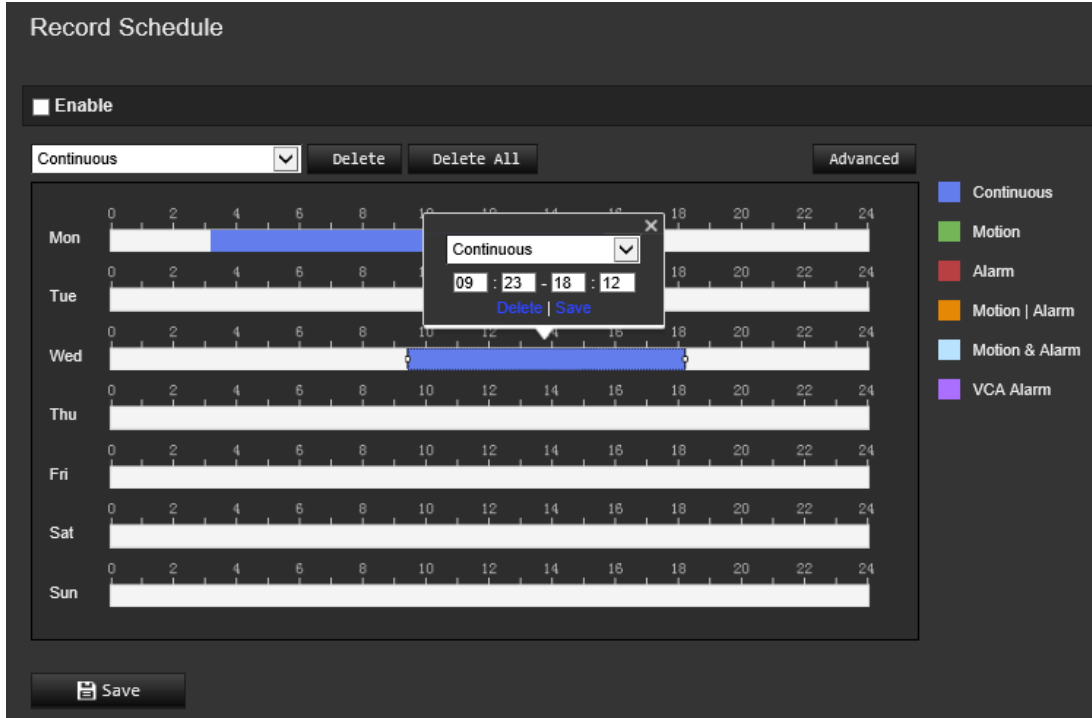 Record Schedule
Enable
Continuous Delete Delete All Advanced
Continuous
Motion
Alarm
Motion | Alarm
Motion & Alarm
VCA Alarm
0 2 4 6 8 18 20 22 24
Mon
0 2 4 6 8 18 20 22 24
Tue
Continuous
09 : 23 - 18 : 12
Delete | Save
0 2 4 6 8 10 12 14 16 18 20 22 24
Wed
0 2 4 6 8 10 12 14 16 18 20 22 24
Thu
0 2 4 6 8 10 12 14 16 18 20 22 24
Fri
0 2 4 6 8 10 12 14 16 18 20 22 24
Sat
0 2 4 6 8 10 12 14 16 18 20 22 24
Sun
Save